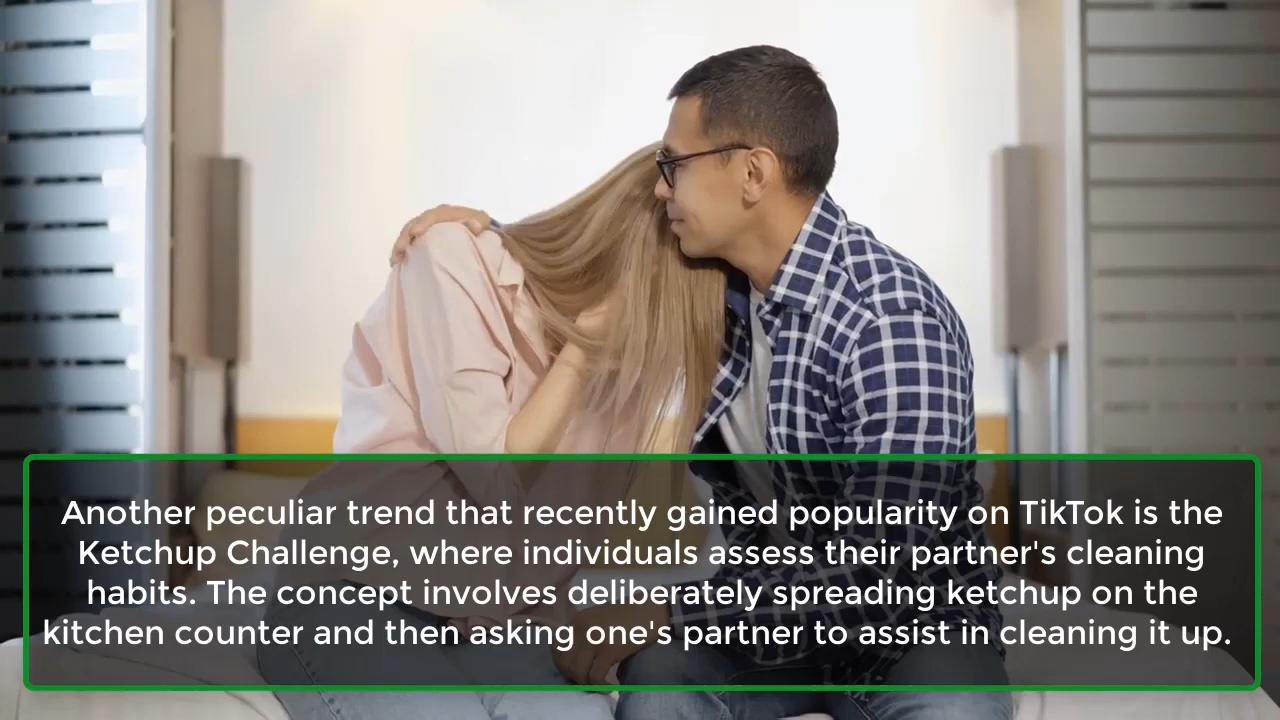 Another peculiar trend that recently gained popularity on TikTok is the
Ketchup Challenge, where individuals assess their partner's cleaning
habits. The concept involves deliberately spreading ketchup on the
kitchen counter and then asking one's partner to assist in cleaning it up.